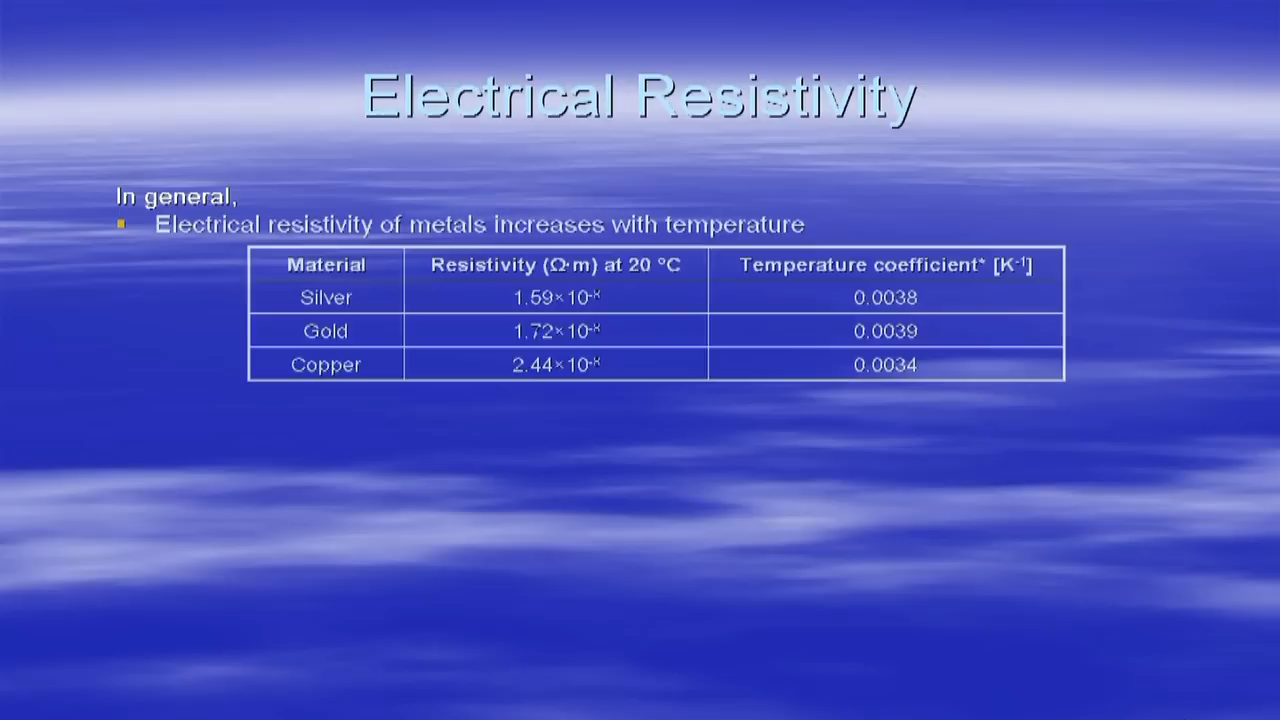 Electrical Resistivity
In general,
▪ Electrical resistivity of metals increases with temperature
Material Resistivity (Ω·m) at 20 °C Temperature coefficient* [K⁻¹]
Silver 1.59×10⁻⁸ 0.0038
Gold 1.72×10⁻⁸ 0.0039
Copper 2.44×10⁻⁸ 0.0034